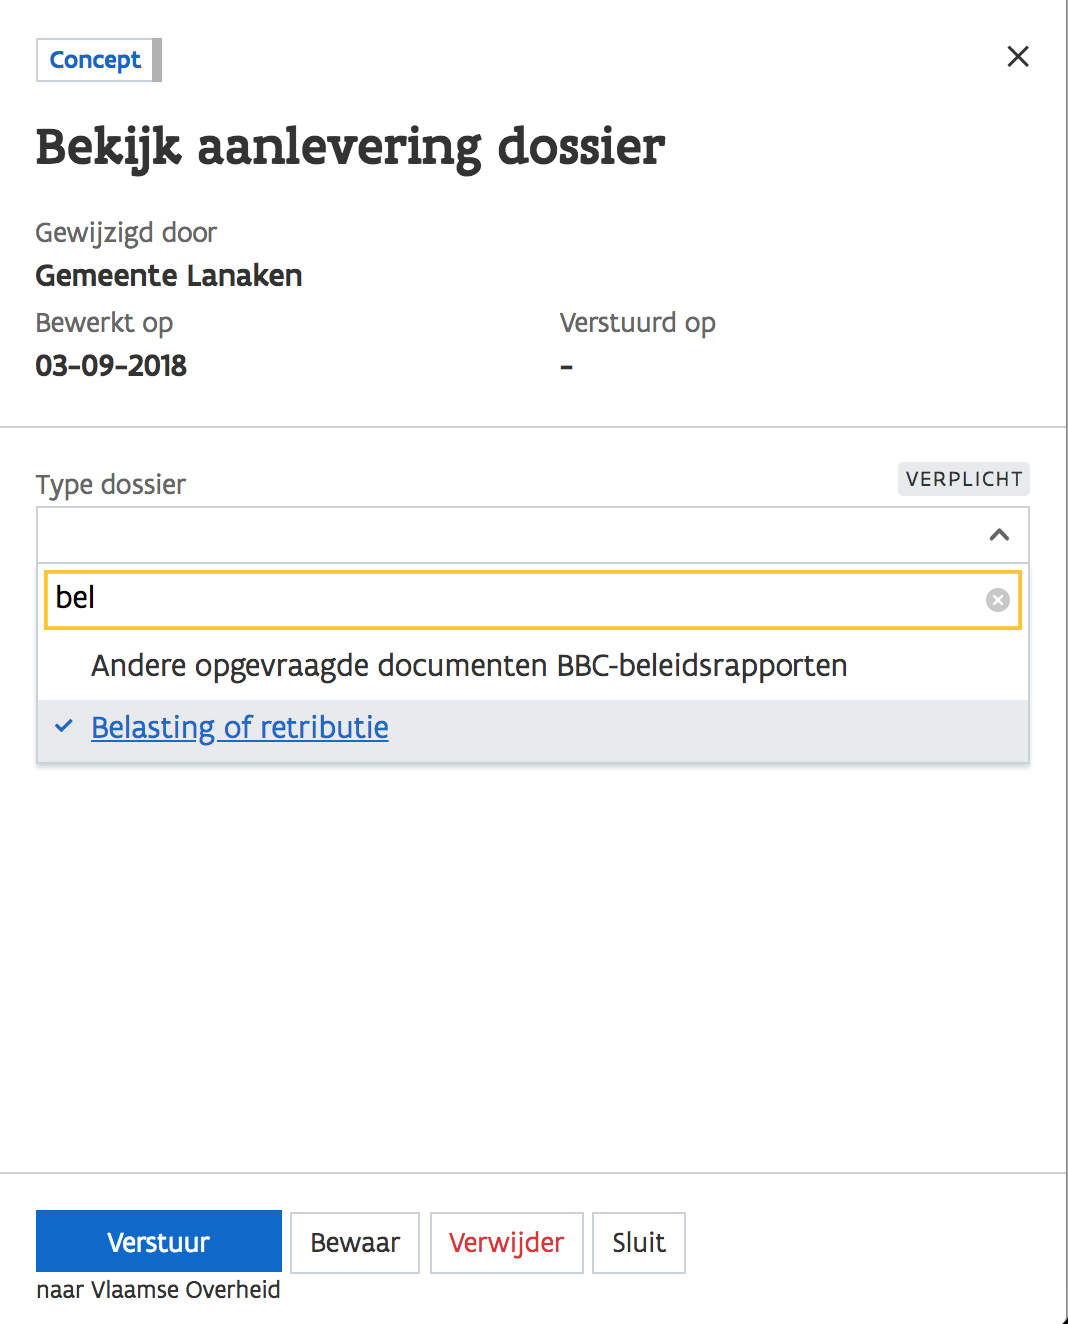 Concept
Bekijk aanlevering dossier
Gewijzigd door
Gemeente Lanaken
Bewerkt op
03-09-2018
Verstuurd op
-
Type dossier
VERPLICHT
bel
Andere opgevraagde documenten BBC-beleidsrapporten
Belasting of retributie
Verstuur
naar Vlaamse Overheid
Bewaar
Verwijder
Sluit